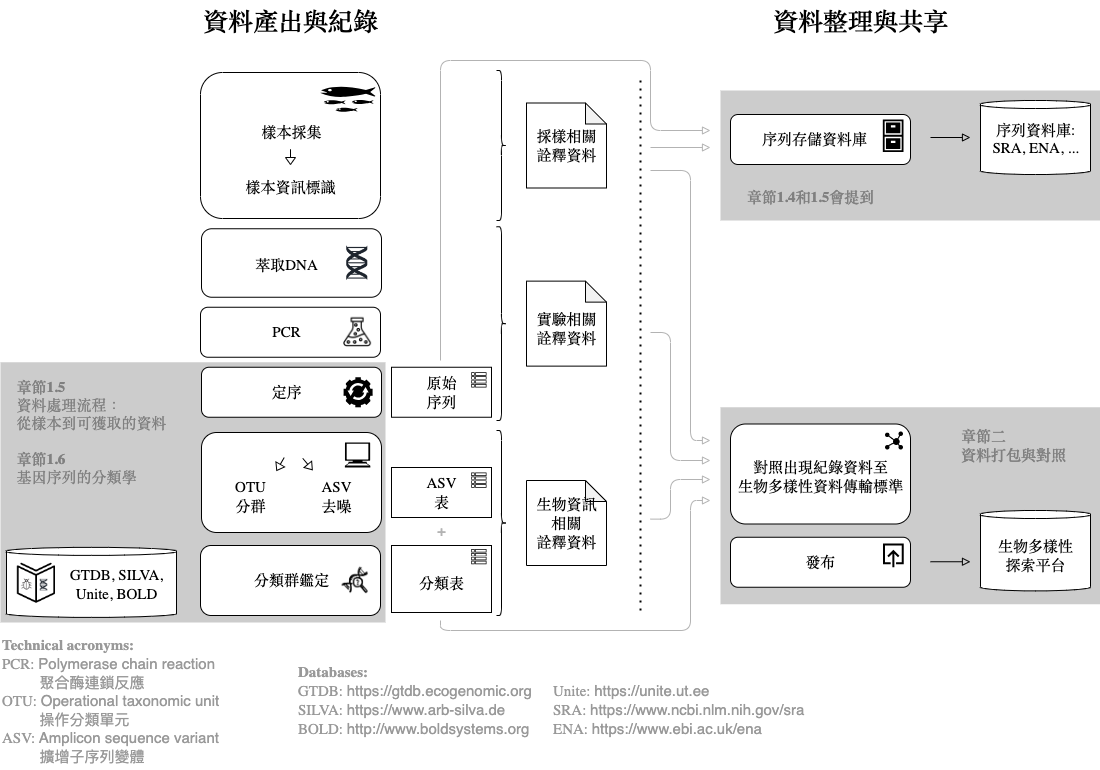 資料產出與紀錄
資料整理與共享
樣本採集
樣本資訊標識
萃取DNA
PCR
章節1.5
資料處理流程：
從樣本到可獲取的資料
章節1.6
基因序列的分類學
定序
OTU
分群
ASV
去噪
分類群鑑定
GTDB, SILVA,
Unite, BOLD
原始
序列
ASV
表
+
分類表
採樣相關
詮釋資料
實驗相關
詮釋資料
生物資訊
相關
詮釋資料
序列存儲資料庫
序列資料庫:
SRA, ENA, ...
章節1.4和1.5會提到
對照出現紀錄資料至
生物多樣性資料傳輸標準
章節二
資料打包與對照
發布
生物多樣性
探索平台
Technical acronyms:
PCR: Polymerase chain reaction
聚合酶連鎖反應
OTU: Operational taxonomic unit
操作分類單元
ASV: Amplicon sequence variant
擴增子序列變體
Databases:
GTDB: https://gtdb.ecogenomic.org
SILVA: https://www.arb-silva.de
BOLD: http://www.boldsystems.org
Unite: https://unite.ut.ee
SRA: https://www.ncbi.nlm.nih.gov/sra
ENA: https://www.ebi.ac.uk/ena